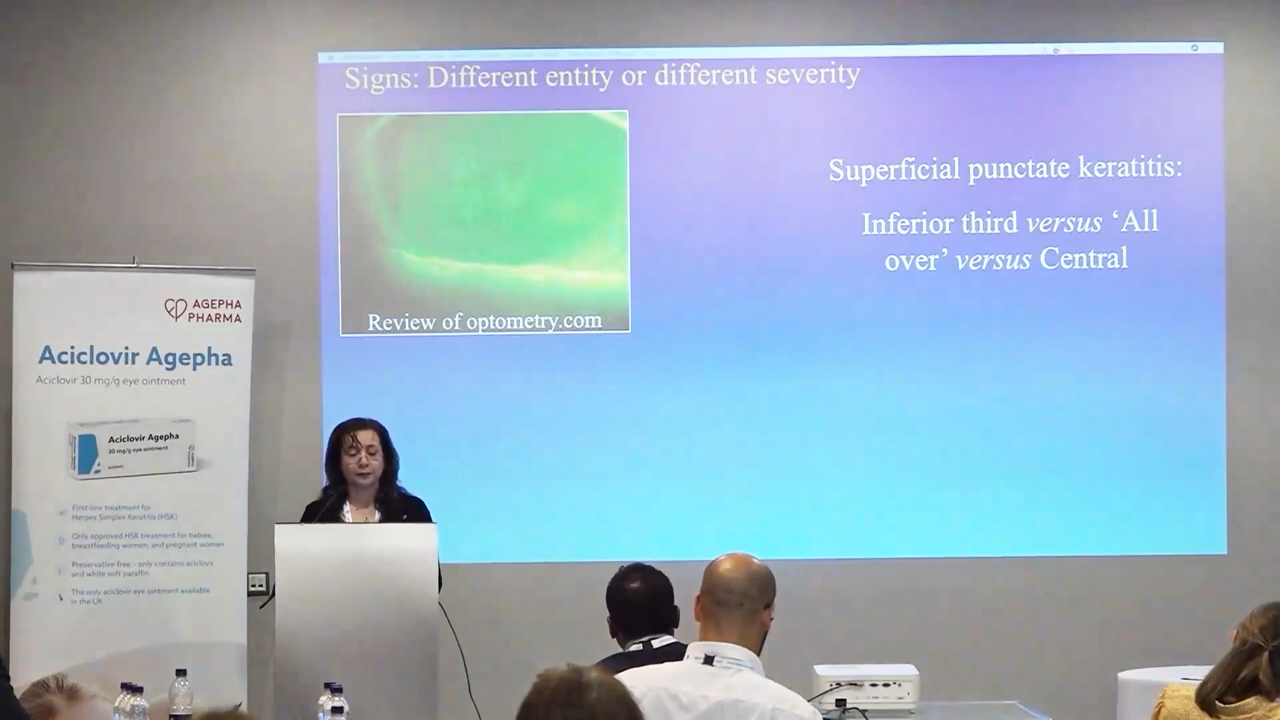 Signs: Different entity or different severity
Review of optometry.com
Superficial punctate keratitis:
Inferior third versus ‘All
over’ versus Central
AGEPHA
PHARMA
Aciclovir Agepha
Aciclovir 30 mg/g eye ointment
Aciclovir Agepha
30 mg/g eye ointment
First-line treatment for
Herpes Simplex Keratitis (HSK)
Only approved HSK treatment for babies,
breastfeeding women, and pregnant women
Preservative free - only contains aciclovir
and white soft paraffin
The only aciclovir eye ointment available
in the UK